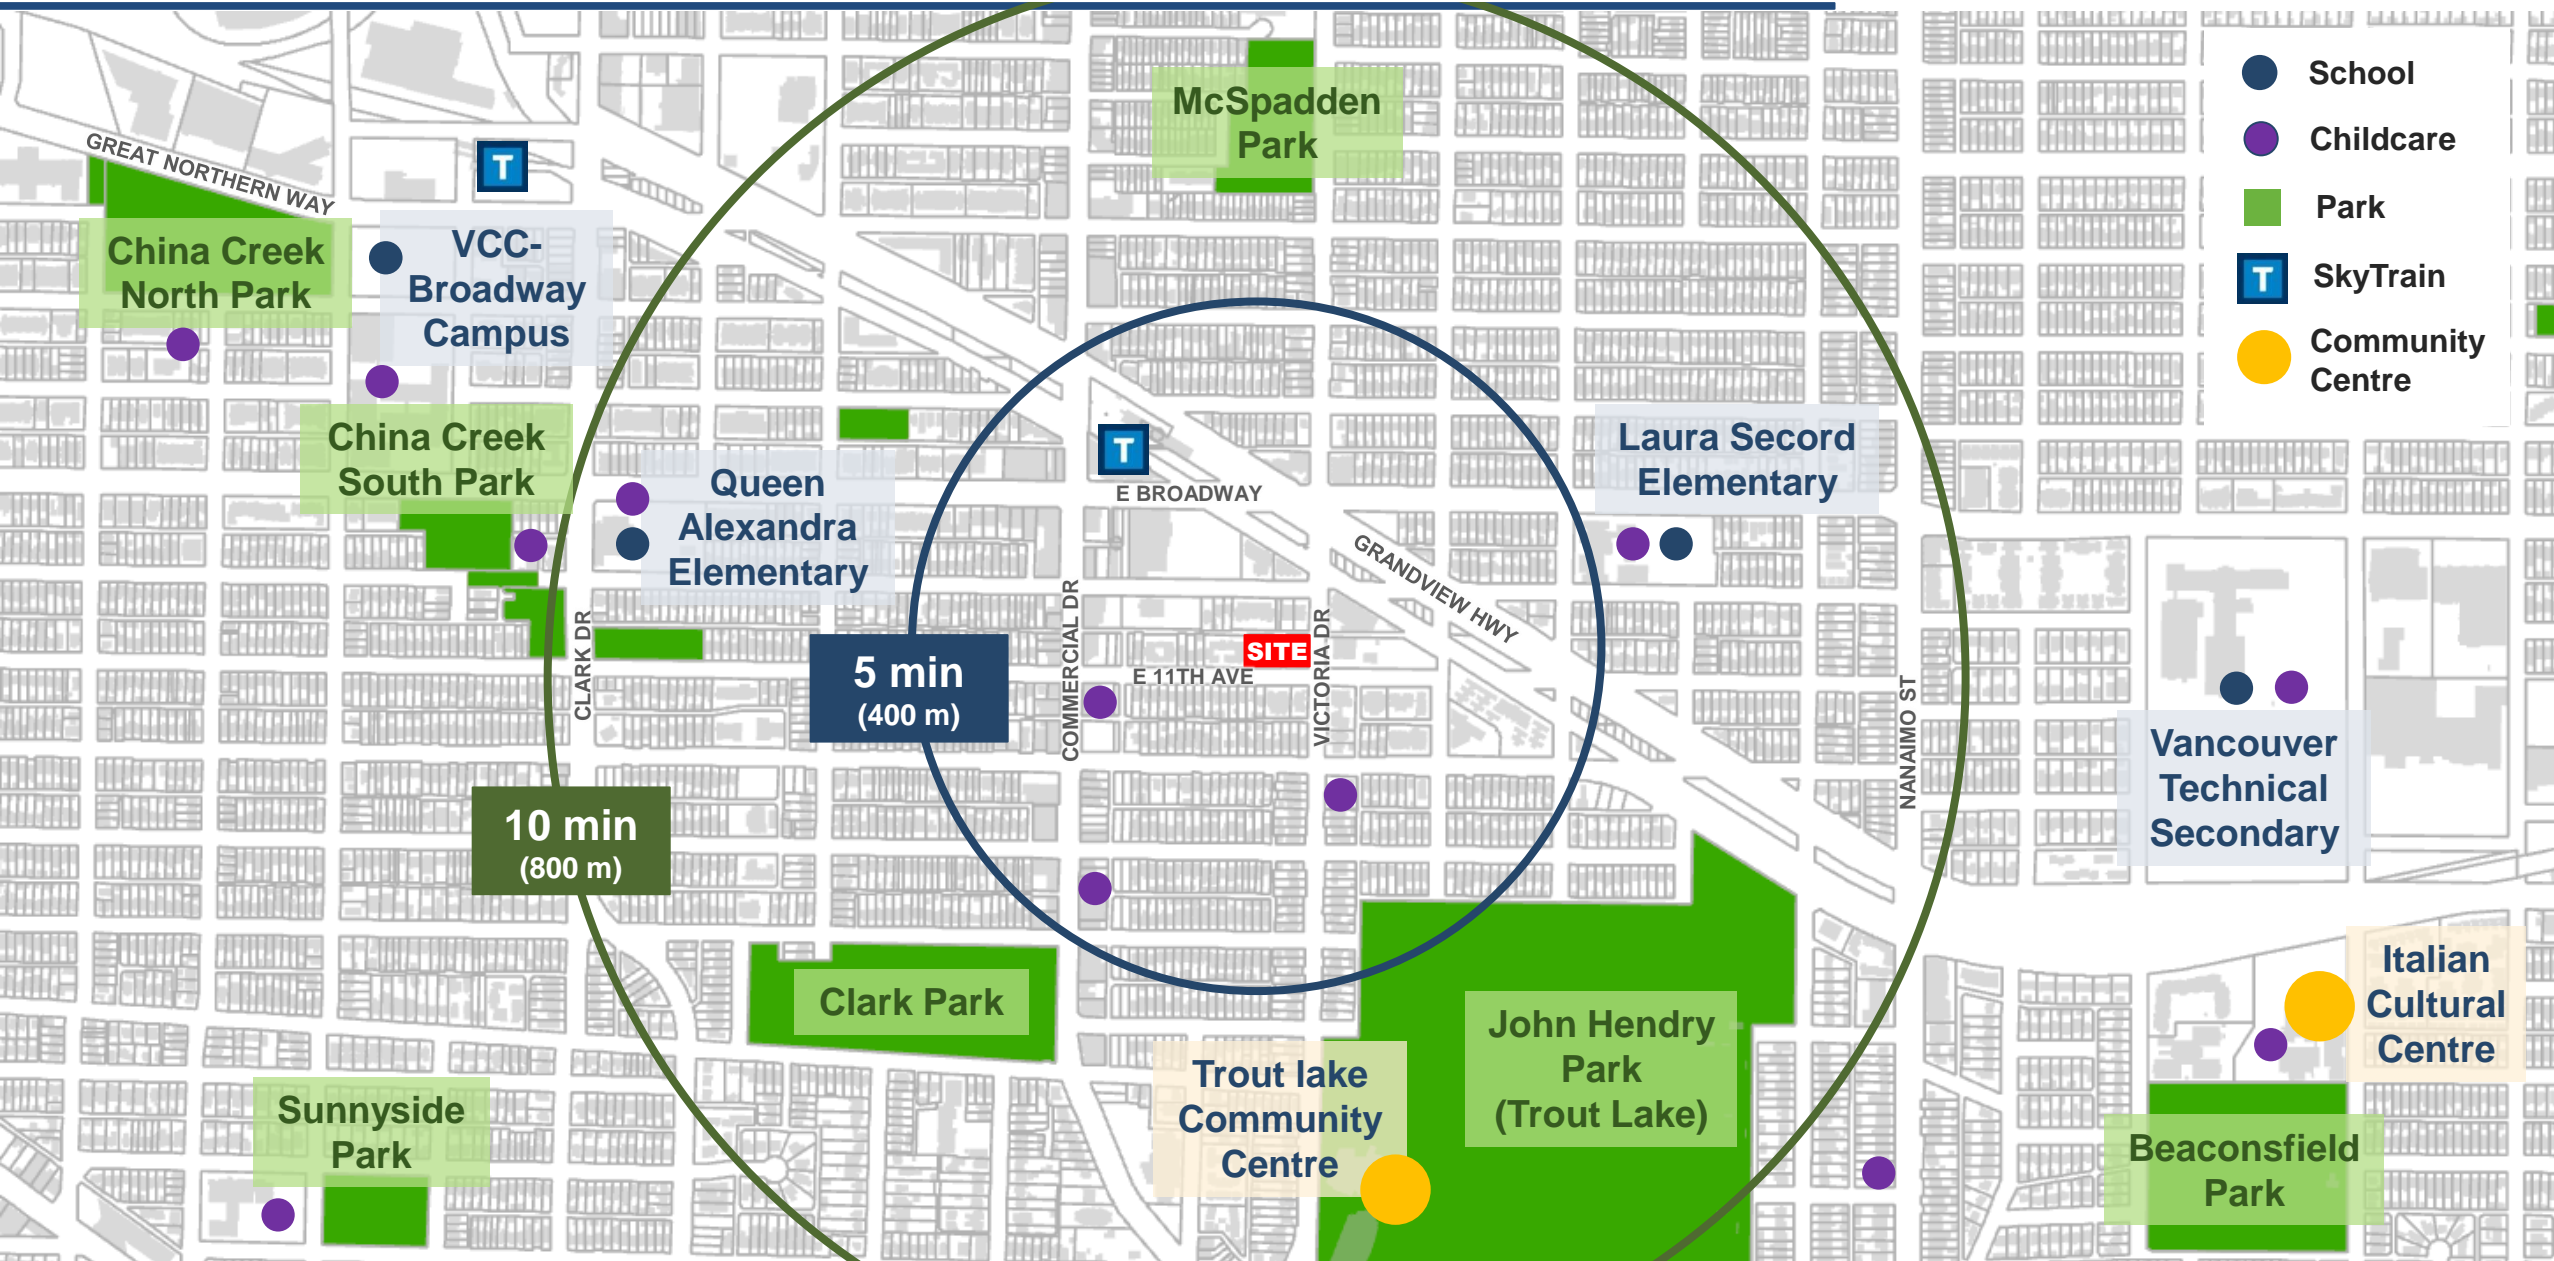 McSpadden
Park
School
Childcare
Park
T
SkyTrain
Community
Centre
GREAT NORTHERN WAY
T
China Creek
North Park
VCC-
Broadway
Campus
China Creek
South Park
Queen
Alexandra
Elementary
T
E BROADWAY
Laura Secord
Elementary
GRANDVIEW HWY
CLARK DR
COMMERCIAL DR
VICTORIA DR
SITE
E 11TH AVE
5 min
(400 m)
NANAIMO ST
10 min
(800 m)
Vancouver
Technical
Secondary
Clark Park
John Hendry
Park
(Trout Lake)
Trout lake
Community
Centre
Italian
Cultural
Centre
Sunnyside
Park
Beaconsfield
Park